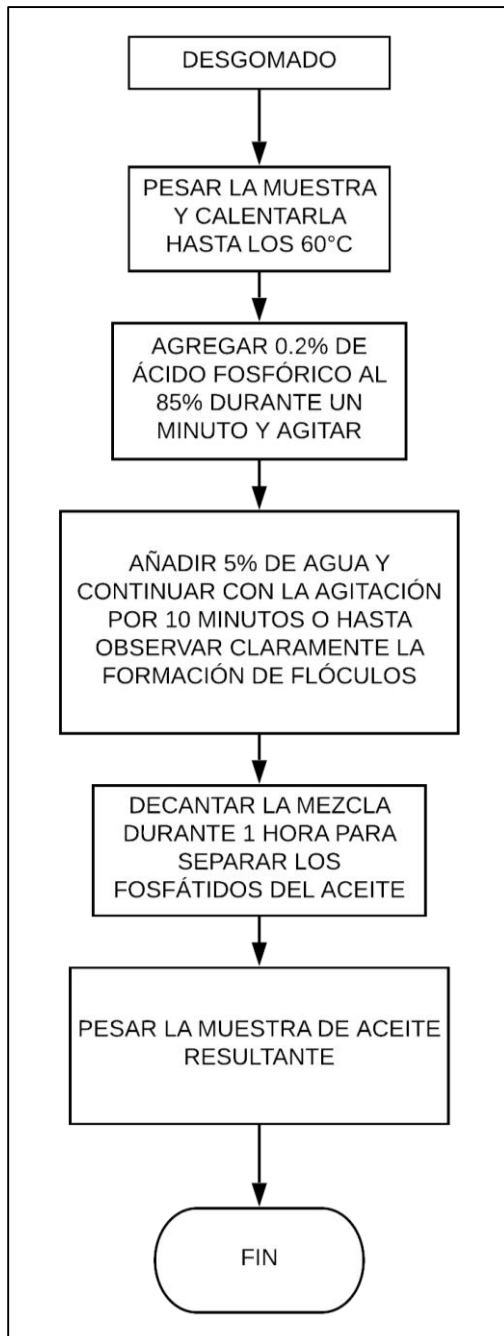 DESGOMADO
PESAR LA MUESTRA
Y CALENTARLA
HASTA LOS 60°C
AGREGAR 0.2% DE
ÁCIDO FOSFÓRICO AL
85% DURANTE UN
MINUTO Y AGITAR
AÑADIR 5% DE AGUA Y
CONTINUAR CON LA AGITACIÓN
POR 10 MINUTOS O HASTA
OBSERVAR CLARAMENTE LA
FORMACIÓN DE FLÓCULOS
DECANTAR LA MEZCLA
DURANTE 1 HORA PARA
SEPARAR LOS
FOSFÁTIDOS DEL ACEITE
PESAR LA MUESTRA DE ACEITE
RESULTANTE
FIN